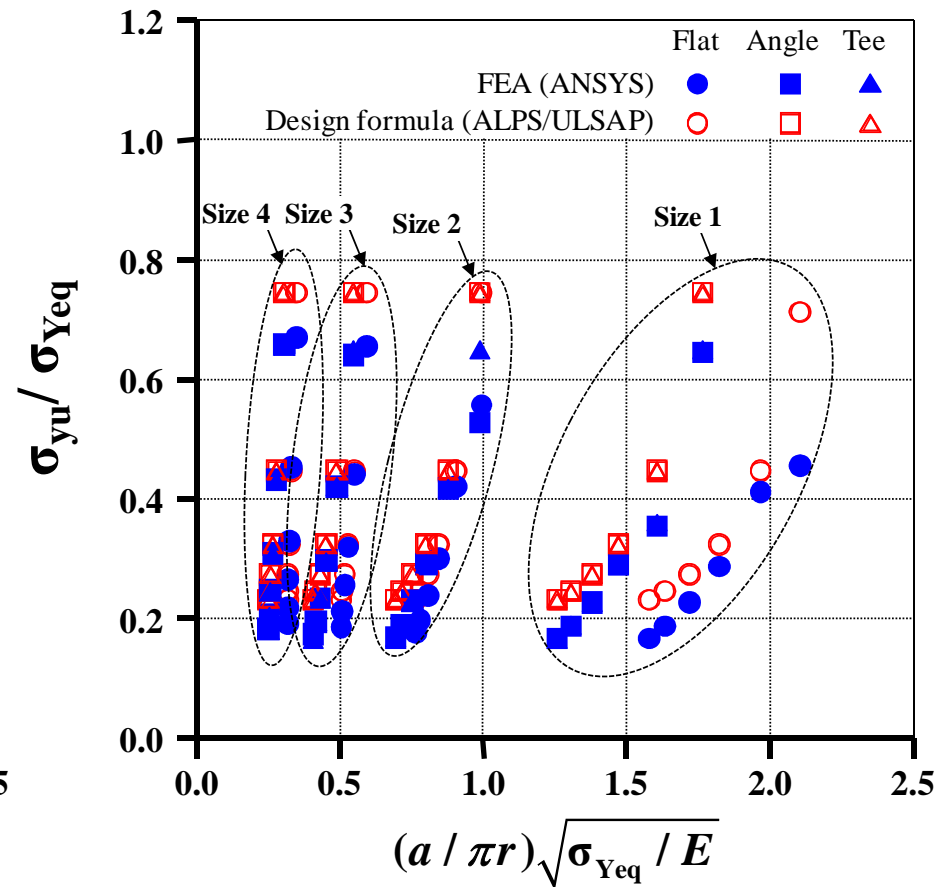 1.2
Flat Angle Tee
FEA (ANSYS)
Design formula (ALPS/ULSAP)
1.0
Size 4 Size 3 Size 2 Size 1
0.8
0.6
0.4
0.2
0.0
σyu/ σYeq
5
0.0 0.5 1.0 1.5 2.0 2.5
(a / πr)√σYeq / E